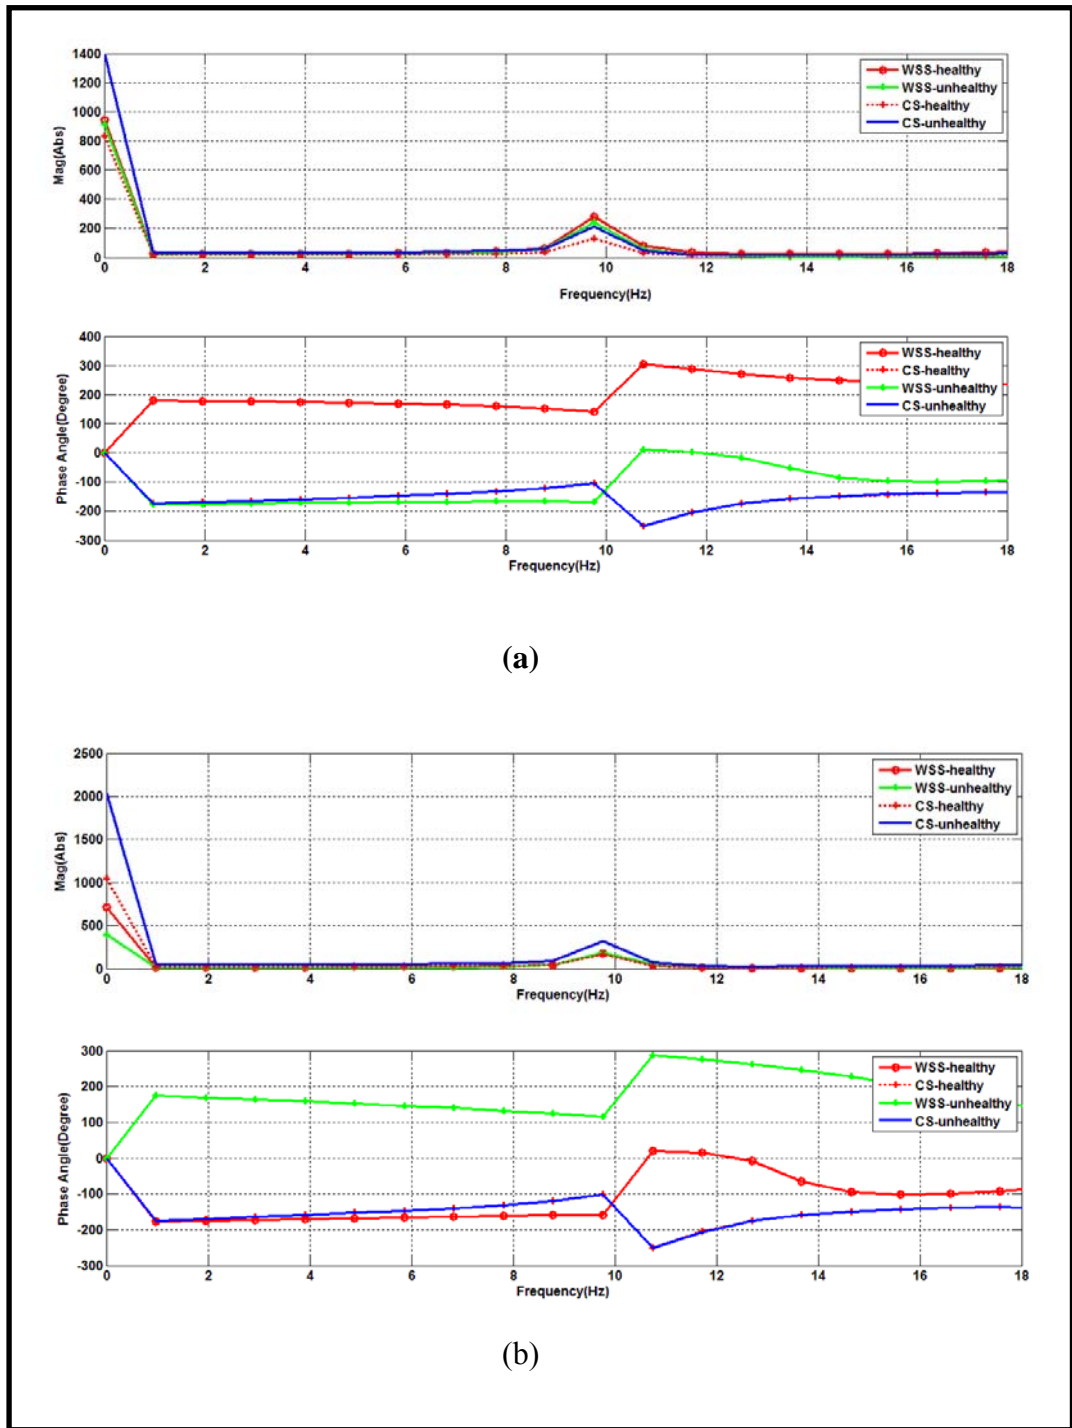 1400
1200
1000
800
600
400
200
0
Mag(Abs)
WSS-healthy
WSS-unhealthy
CS-healthy
CS-unhealthy
0 2 4 6 8 10 12 14 16 18
Frequency(Hz)
400
300
200
100
0
-100
-200
-300
Phase Angle(Degree)
WSS-healthy
CS-healthy
WSS-unhealthy
CS-unhealthy
0 2 4 6 8 10 12 14 16 18
Frequency(Hz)
(a)
2500
2000
1500
1000
500
0
Mag(Abs)
WSS-healthy
WSS-unhealthy
CS-healthy
CS-unhealthy
0 2 4 6 8 10 12 14 16 18
Frequency(Hz)
300
200
100
0
-100
-200
-300
Phase Angle(Degree)
WSS-healthy
CS-healthy
WSS-unhealthy
CS-unhealthy
0 2 4 6 8 10 12 14 16 18
Frequency(Hz)
(b)